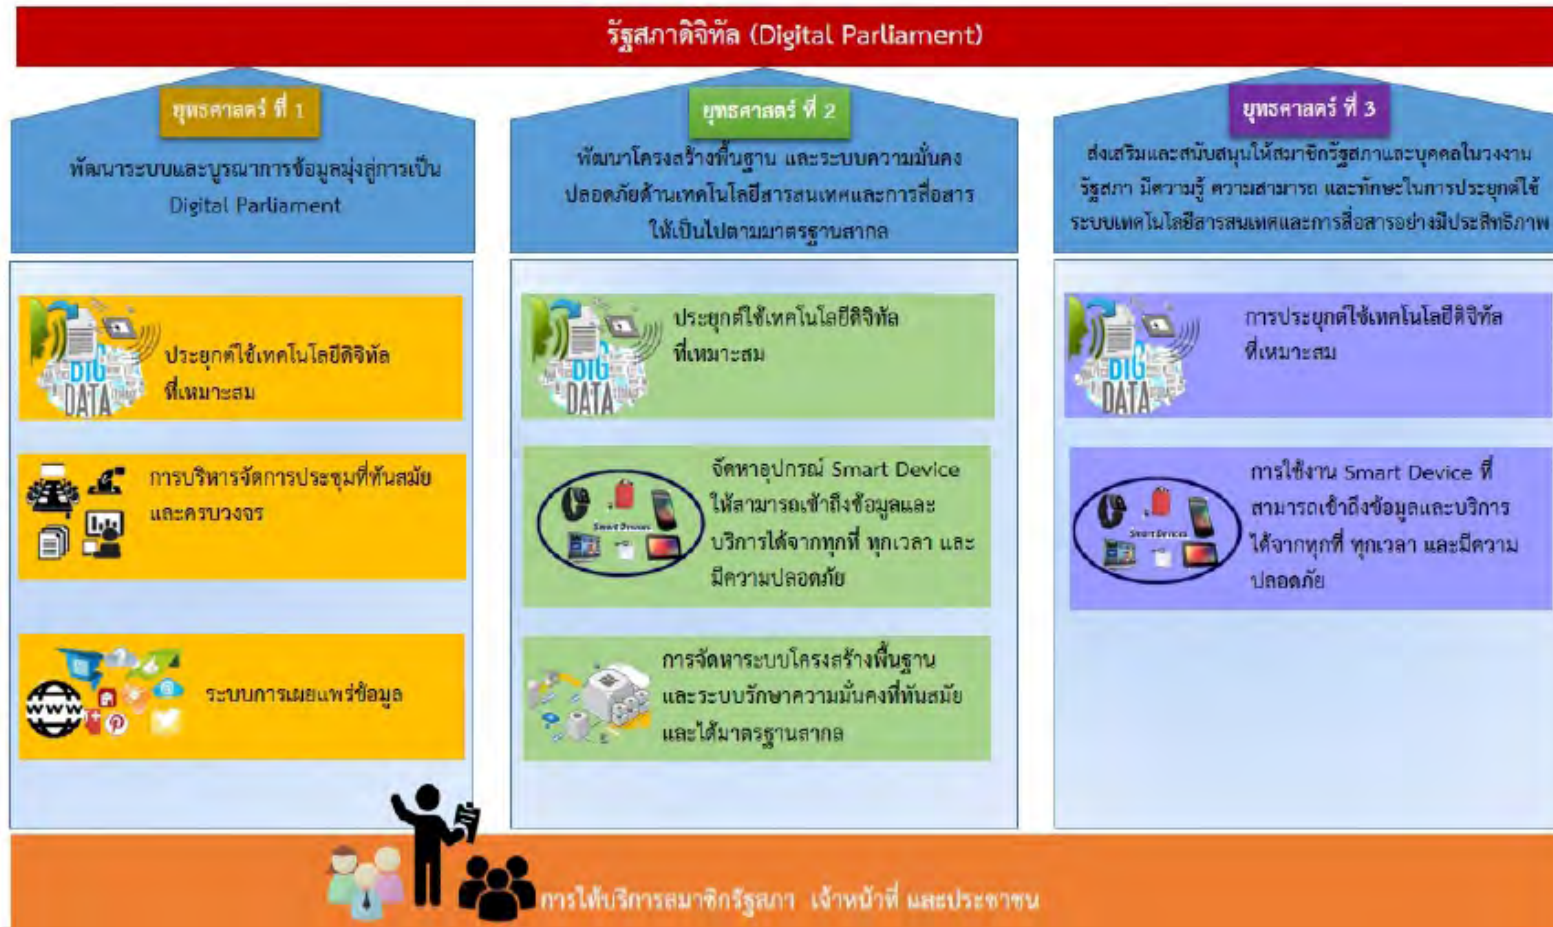 รัฐสภาดิจิทัล (Digital Parliament)
ยุทธศาสตร์ ที่ 1
พัฒนาระบบและบูรณาการข้อมูลมุ่งสู่การเป็น
Digital Parliament
ประยุกต์ใช้เทคโนโลยีดิจิทัล
ที่เหมาะสม
การบริหารจัดการประชุมที่ทันสมัย
และครบวงจร
www
ระบบการเผยแพร่ข้อมูล
ยุทธศาสตร์ ที่ 2
พัฒนาโครงสร้างพื้นฐาน และระบบความมั่นคง
ปลอดภัยด้านเทคโนโลยีสารสนเทศและการสื่อสาร
ให้เป็นไปตามมาตรฐานสากล
ประยุกต์ใช้เทคโนโลยีดิจิทัล
ที่เหมาะสม
จัดหาอุปกรณ์ Smart Device
ให้สามารถเข้าถึงข้อมูลและ
บริการได้จากทุกที่ ทุกเวลา และ
มีความปลอดภัย
Smart Devices
การจัดหาระบบโครงสร้างพื้นฐาน
และระบบรักษาความมั่นคงที่ทันสมัย
และได้มาตรฐานสากล
ยุทธศาสตร์ ที่ 3
ส่งเสริมและสนับสนุนให้สมาชิกรัฐสภาและบุคคลในวงงาน
รัฐสภา มีความรู้ ความสามารถ และทักษะในการประยุกต์ใช้
ระบบเทคโนโลยีสารสนเทศและการสื่อสารอย่างมีประสิทธิภาพ
การประยุกต์ใช้เทคโนโลยีดิจิทัล
ที่เหมาะสม
การใช้งาน Smart Device ที่
สามารถเข้าถึงข้อมูลและบริการ
ได้จากทุกที่ ทุกเวลา และมีความ
ปลอดภัย
Smart Devices
BIG
DATA
BIG
DATA
BIG
DATA
การให้บริการสมาชิกรัฐสภา เจ้าหน้าที่ และประชาชน